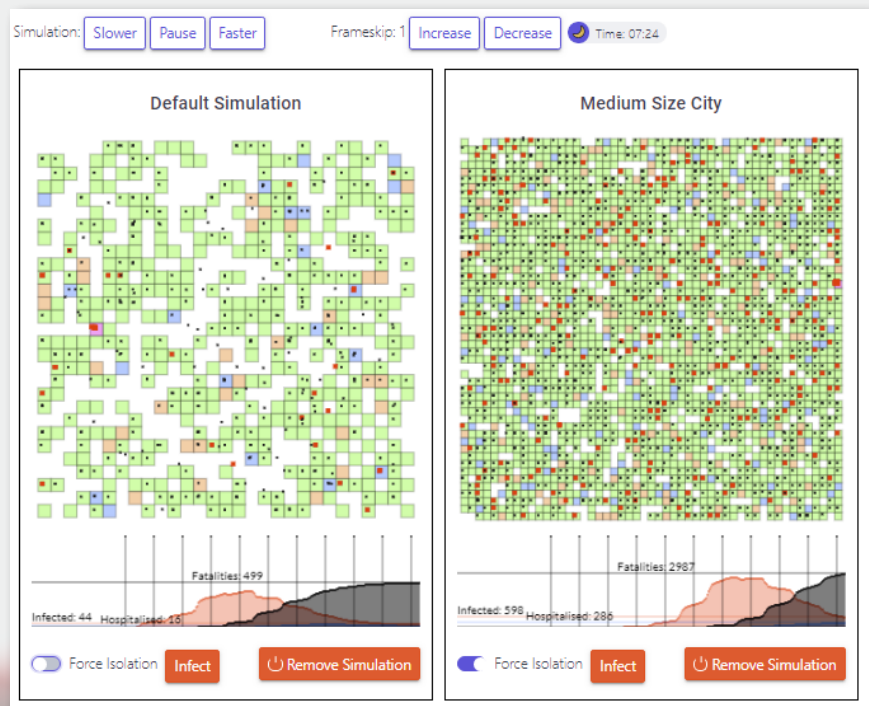 Simulation: Slower Pause Faster Frameskip: 1 Increase Decrease Time: 07:24
Default Simulation
Fatalities: 499
Infected: 44 Hospitalised: 16
Force Isolation Infect Remove Simulation
Medium Size City
Fatalities: 2987
Infected: 598 Hospitalised: 286
Force Isolation Infect Remove Simulation